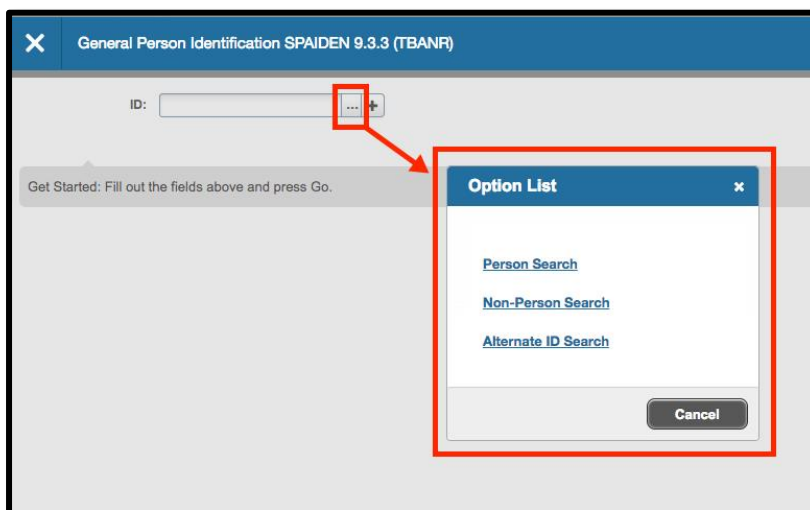 General Person Identification SPAIDEN 9.3.3 (TBANR)
ID:
...
Get Started: Fill out the fields above and press Go.
Option List
Person Search
Non-Person Search
Alternate ID Search
Cancel